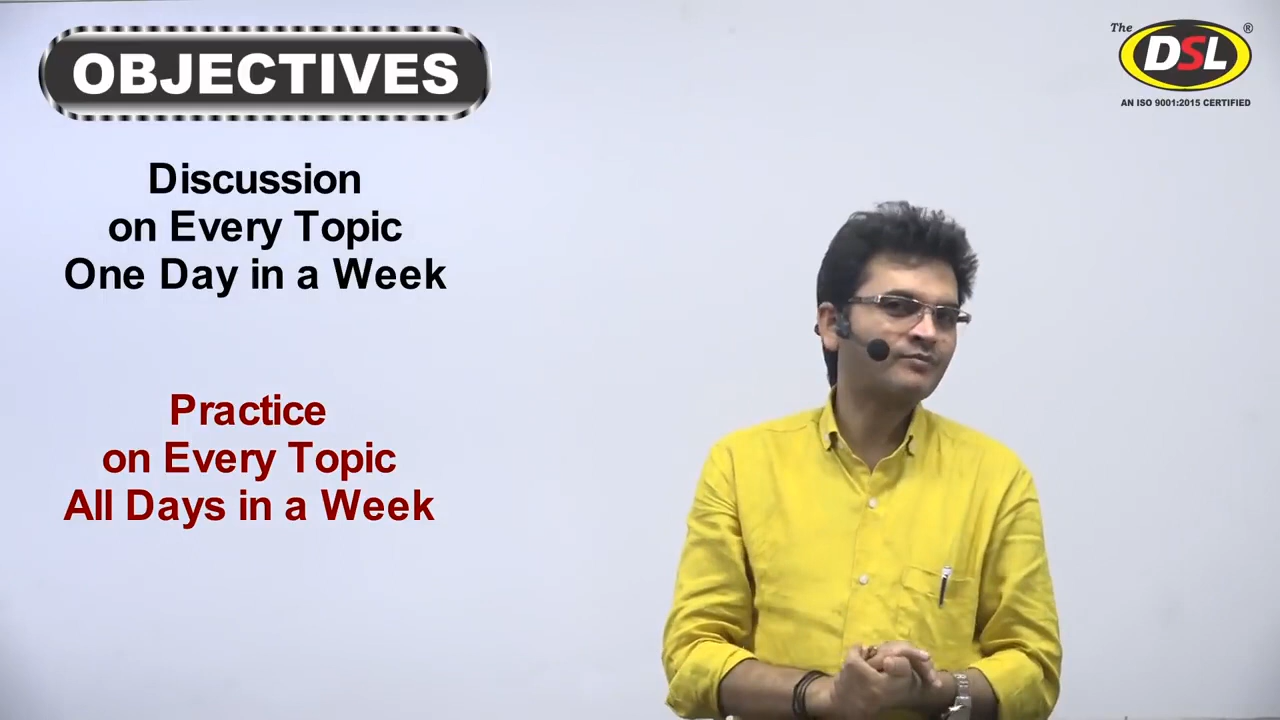 OBJECTIVES
The DSL ®
AN ISO 9001:2015 CERTIFIED
Discussion
on Every Topic
One Day in a Week
Practice
on Every Topic
All Days in a Week